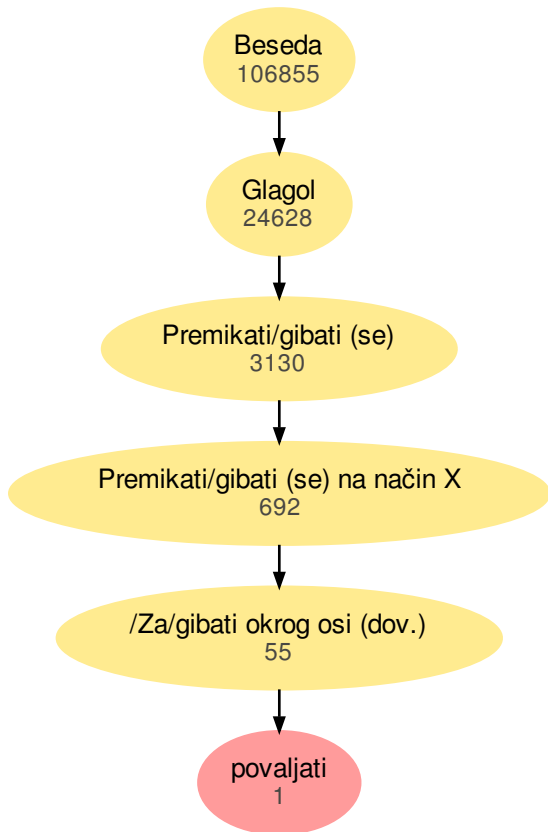 Beseda
106855
Glagol
24628
Premikati/gibati (se)
3130
Premikati/gibati (se) na način X
692
/Za/gibati okrog osi (dov.)
55
povaljati
1